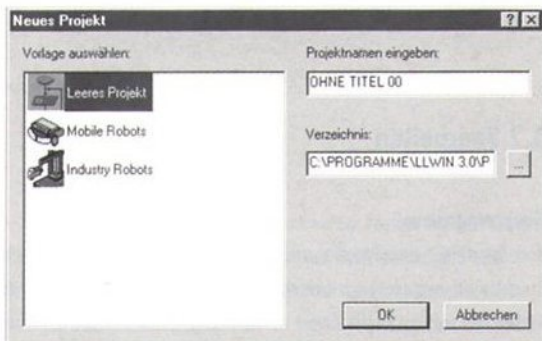 Neues Projekt
Vorlage auswählen:
Leeres Projekt
Mobile Robots
Industry Robots
Projektnamen eingeben:
OHNE TITEL 00
Verzeichnis:
C:\PROGRAMME\LLWIN 3.0\P
...
OK
Abbrechen